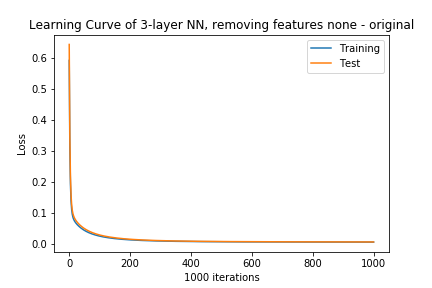 Learning Curve of 3-layer NN, removing features none - original
Training
Test
Loss
0.6
0.5
0.4
0.3
0.2
0.1
0.0
0 200 400 600 800 1000
1000 iterations